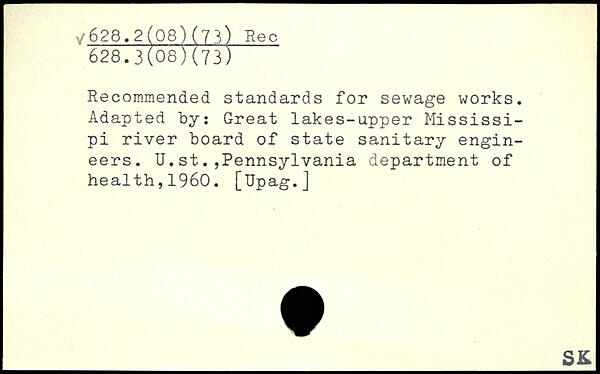 √628.2(08)(73) Rec
628.3(08)(73)
Recommended standards for sewage works.
Adapted by: Great lakes-upper Mississi-
pi river board of state sanitary engin-
eers. U.st.,Pennsylvania department of
health,1960. [Upag.]
SK